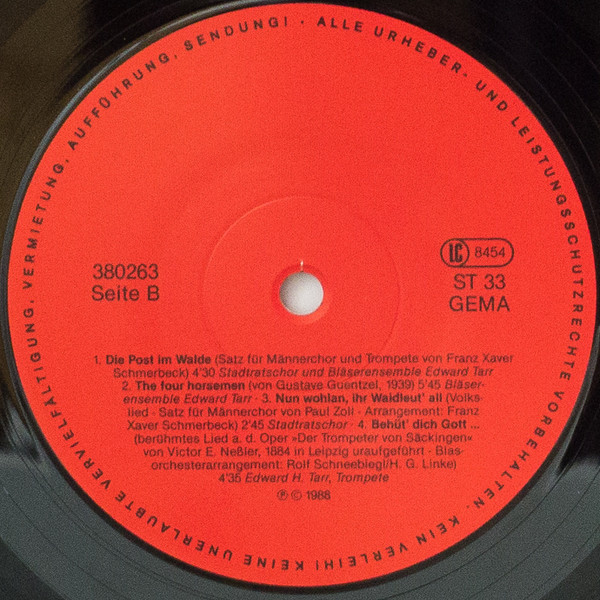 ALLE URHEBER- UND LEISTUNGSSCHUTZRECHTE VORBEHALTEN. KEIN VERLEIH! KEINE UNERLAUBTE VERVIELFÄLTIGUNG, VERMIETUNG, AUFFÜHRUNG, SENDUNG! ·
380263
Seite B
LC 8454
ST 33
GEMA
1. Die Post im Walde (Satz für Männerchor und Trompete von Franz Xaver
Schmerbeck) 4'30 Stadtratschor und Bläserensemble Edward Tarr
2. The four horsemen (von Gustave Guentzel, 1939) 5'45 Bläser-
ensemble Edward Tarr · 3. Nun wohlan, ihr Waidleut' all (Volks-
lied - Satz für Männerchor von Paul Zoll - Arrangement: Franz
Xaver Schmerbeck) 2'45 Stadtratschor · 4. Behüt' dich Gott ...
(berühmtes Lied a. d. Oper »Der Trompeter von Säckingen«
von Victor E. Neßler, 1884 in Leipzig uraufgeführt - Blas-
orchesterarrangement: Rolf Schneebiegl/H. G. Linke)
4'35 Edward H. Tarr, Trompete
℗ © 1988